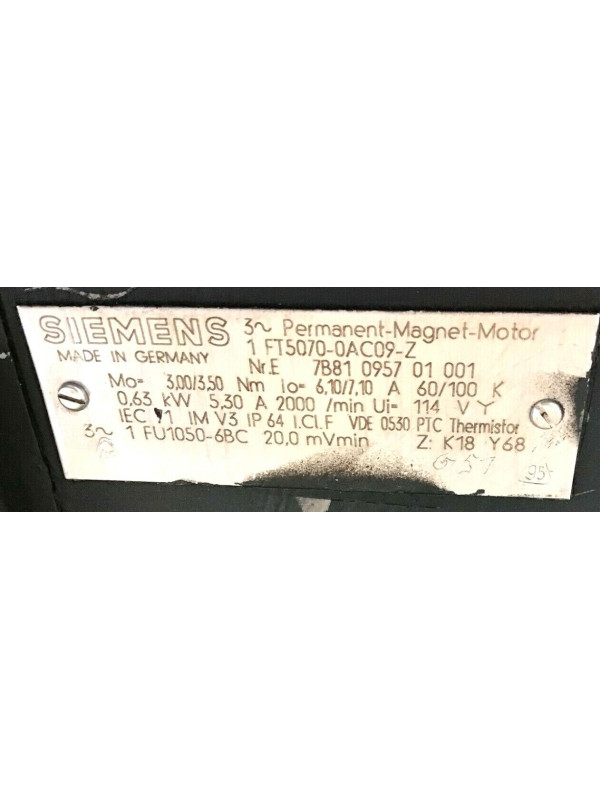 SIEMENS 3~ Permanent-Magnet-Motor
MADE IN GERMANY 1 FT5070-0AC09-Z
Nr.E 7B81 0957 01 001
Mo= 3,00/3,50 Nm Io= 6,10/7,10 A 60/100 K
0,63 kW 5,30 A 2000 /min Ui= 114 V Y
IEC 71 IM V3 IP 64 I.Cl.F VDE 0530 PTC Thermistor
3~ 1 FU1050-6BC 20,0 mVmin Z: K18 Y68
G 51
95